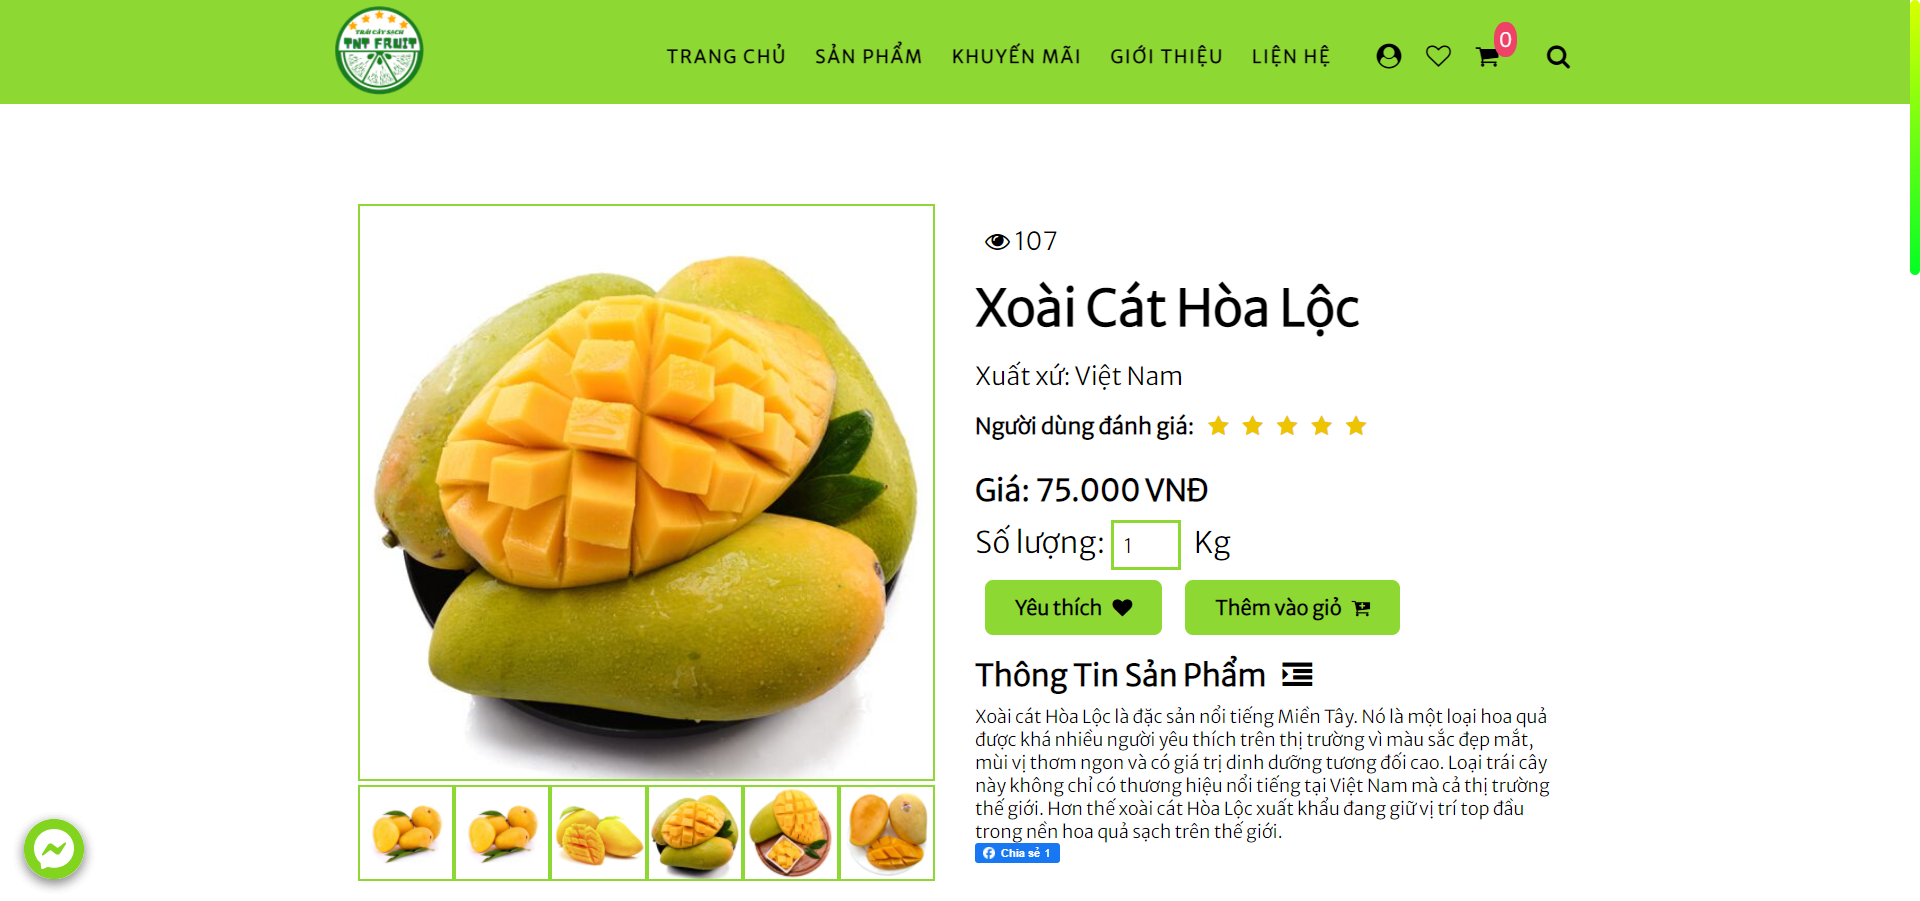 TRÁI CÂY SẠCH
TNT FRUIT
TRANG CHỦ
SẢN PHẨM
KHUYẾN MÃI
GIỚI THIỆU
LIỆN HỆ
0
107
Xoài Cát Hòa Lộc
Xuất xứ: Việt Nam
Người dùng đánh giá:
Giá: 75.000 VNĐ
Số lượng: 1 Kg
Yêu thích
Thêm vào giỏ
Thông Tin Sản Phẩm
Xoài cát Hòa Lộc là đặc sản nổi tiếng Miền Tây. Nó là một loại hoa quả
được khá nhiều người yêu thích trên thị trường vì màu sắc đẹp mắt,
mùi vị thơm ngon và có giá trị dinh dưỡng tương đối cao. Loại trái cây
này không chỉ có thương hiệu nổi tiếng tại Việt Nam mà cả thị trường
thế giới. Hơn thế xoài cát Hòa Lộc xuất khẩu đang giữ vị trí top đầu
trong nền hoa quả sạch trên thế giới.
Chia sẻ 1